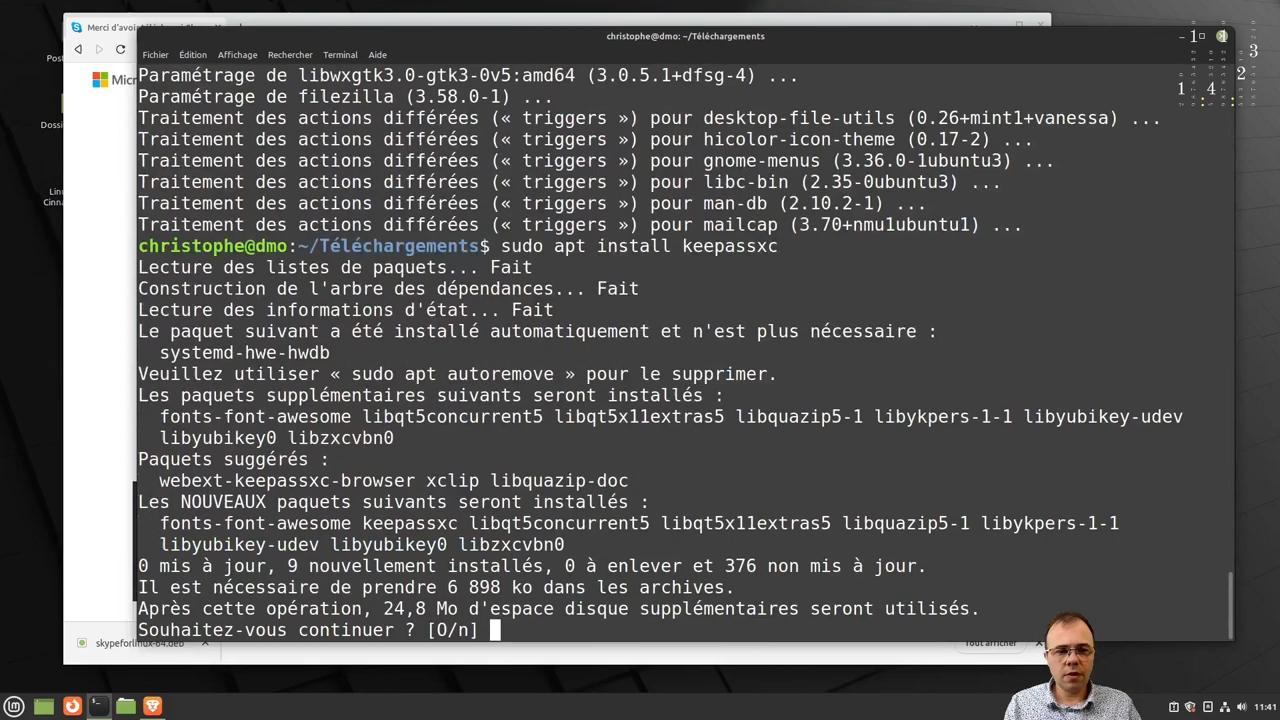 Merci d'avoir
christophe@dmo: ~/Téléchargements
Fichier Édition Affichage Rechercher Terminal Aide
Micr
Paramétrage de libwxgtk3.0-gtk3-0v5:amd64 (3.0.5.1+dfsg-4) ...
Paramétrage de filezilla (3.58.0-1) ...
Traitement des actions différées (« triggers ») pour desktop-file-utils (0.26+mint1+vanessa) ...
Traitement des actions différées (« triggers ») pour hicolor-icon-theme (0.17-2) ...
Traitement des actions différées (« triggers ») pour gnome-menus (3.36.0-1ubuntu3) ...
Traitement des actions différées (« triggers ») pour libc-bin (2.35-0ubuntu3) ...
Traitement des actions différées (« triggers ») pour man-db (2.10.2-1) ...
Traitement des actions différées (« triggers ») pour mailcap (3.70+nmu1ubuntu1) ...
christophe@dmo:~/Téléchargements$ sudo apt install keepassxc
Lecture des listes de paquets... Fait
Construction de l'arbre des dépendances... Fait
Lecture des informations d'état... Fait
Le paquet suivant a été installé automatiquement et n'est plus nécessaire :
systemd-hwe-hwdb
Veuillez utiliser « sudo apt autoremove » pour le supprimer.
Les paquets supplémentaires suivants seront installés :
fonts-font-awesome libqt5concurrent5 libqt5x11extras5 libquazip5-1 libykpers-1-1 libyubikey-udev
libyubikey0 libzxcvbn0
Paquets suggérés :
webext-keepassxc-browser xclip libquazip-doc
Les NOUVEAUX paquets suivants seront installés :
fonts-font-awesome keepassxc libqt5concurrent5 libqt5x11extras5 libquazip5-1 libykpers-1-1
libyubikey-udev libyubikey0 libzxcvbn0
0 mis à jour, 9 nouvellement installés, 0 à enlever et 376 non mis à jour.
Il est nécessaire de prendre 6 898 ko dans les archives.
Après cette opération, 24,8 Mo d'espace disque supplémentaires seront utilisés.
Souhaitez-vous continuer ? [O/n]
skypeforlinux-64.deb
Tout afficher
11:41